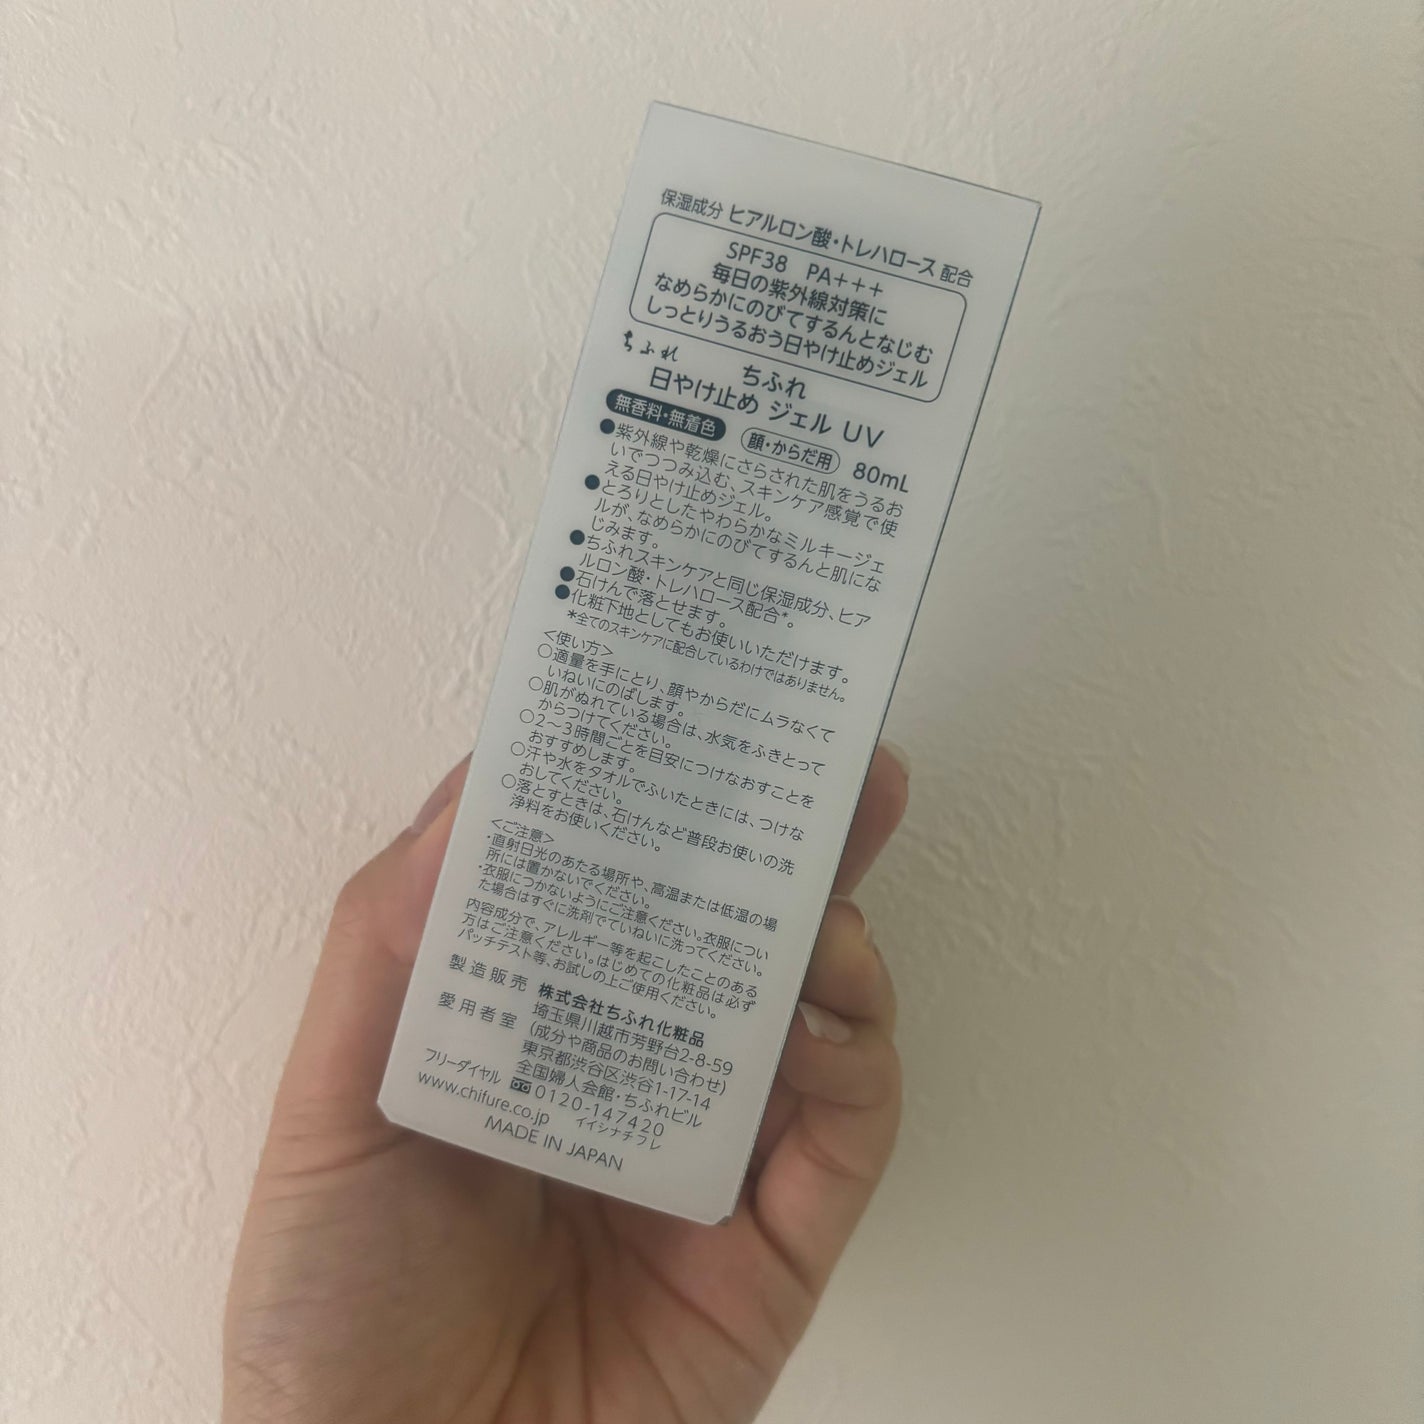 保湿成分 ヒアルロン酸・トレハロース 配合
SPF38 PA+++
毎日の紫外線対策に
なめらかにのびてするんとなじむ
しっとりうるおう日やけ止めジェル
ちふれ
ちふれ
日やけ止め ジェル UV
無香料・無着色 顔・からだ用 80mL
●紫外線や乾燥にさらされた肌をうるお
いでつつみ込む、スキンケア感覚で使
える日やけ止めジェル。
●とろりとしたやわらかなミルキージェ
ルが、なめらかにのびてするんと肌にな
じみます。
●ちふれスキンケアと同じ保湿成分、ヒア
ルロン酸・トレハロース配合*。
●石けんで落とせます。
●化粧下地としてもお使いいただけます。
*全てのスキンケアに配合しているわけではありません。
<使い方>
○適量を手にとり、顔やからだにムラなくて
いねいにのばします。
○肌がぬれている場合は、水気をふきとって
からつけてください。
○2～3時間ごとを目安につけなおすことを
おすすめします。
○汗や水をタオルでふいたときには、つけな
おしてください。
○落とすときは、石けんなど普段お使いの洗
浄料をお使いください。
<ご注意>
・直射日光のあたる場所や、高温または低温の場
所には置かないでください。
・衣服につかないようにご注意ください。衣服につい
た場合はすぐに洗剤でていねいに洗ってください。
内容成分で、アレルギー等を起こしたことのある
方はご注意ください。はじめての化粧品は必ず
パッチテスト等、お試しの上ご使用ください。
製造販売 株式会社ちふれ化粧品
埼玉県川越市芳野台2-8-59
愛用者室 (成分や商品のお問い合わせ)
東京都渋谷区渋谷1-17-14
全国婦人会館・ちふれビル
フリーダイヤル 0120-147420
イイシナチフレ
www.chifure.co.jp
MADE IN JAPAN